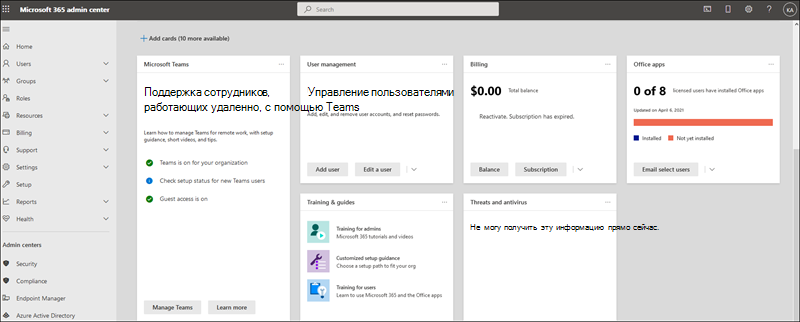 Microsoft 365 admin center
Search
KA
Home
Users
Groups
Roles
Resources
Billing
Support
Settings
Setup
Reports
Health
Admin centers
Security
Compliance
Endpoint Manager
Azure Active Directory
Add cards (10 more available)
Microsoft Teams
Поддержка сотрудников,
работающих удаленно, с помощью Teams
Learn how to manage Teams for remote work, with setup
guidance, short videos, and tips.
Teams is on for your organization
Check setup status for new Teams users
Guest access is on
Manage Teams
Learn more
User management
Управление пользователями
Add, edit, and remove user accounts, and reset passwords.
Add user
Edit a user
Billing
$0.00 Total balance
Reactivate. Subscription has expired.
Balance
Subscription
Office apps
0 of 8 licensed users have installed Office apps
Updated on April 6, 2021
Installed
Not yet installed
Email select users
Training & guides
Training for admins
Microsoft 365 tutorials and videos
Customized setup guidance
Choose a setup path to fit your org
Training for users
Learn to use Microsoft 365 and the Office apps
Threats and antivirus
Не могу получить эту информацию прямо сейчас.